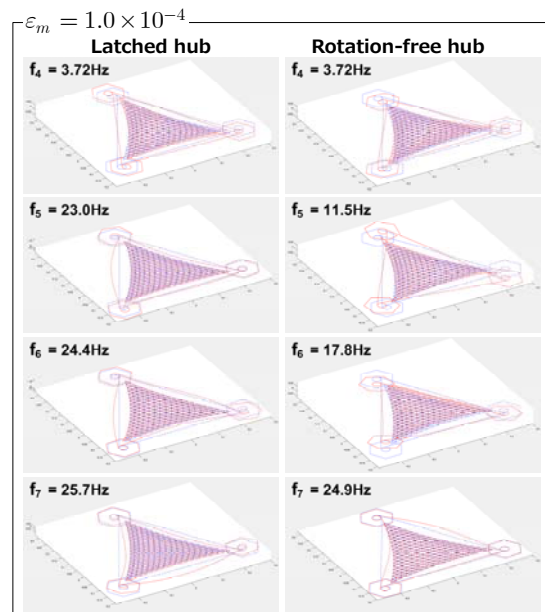 εₘ = 1.0 × 10⁻⁴
Latched hub Rotation-free hub
f₄ = 3.72Hz f₄ = 3.72Hz
f₅ = 23.0Hz f₅ = 11.5Hz
f₆ = 24.4Hz f₆ = 17.8Hz
f₇ = 25.7Hz f₇ = 24.9Hz